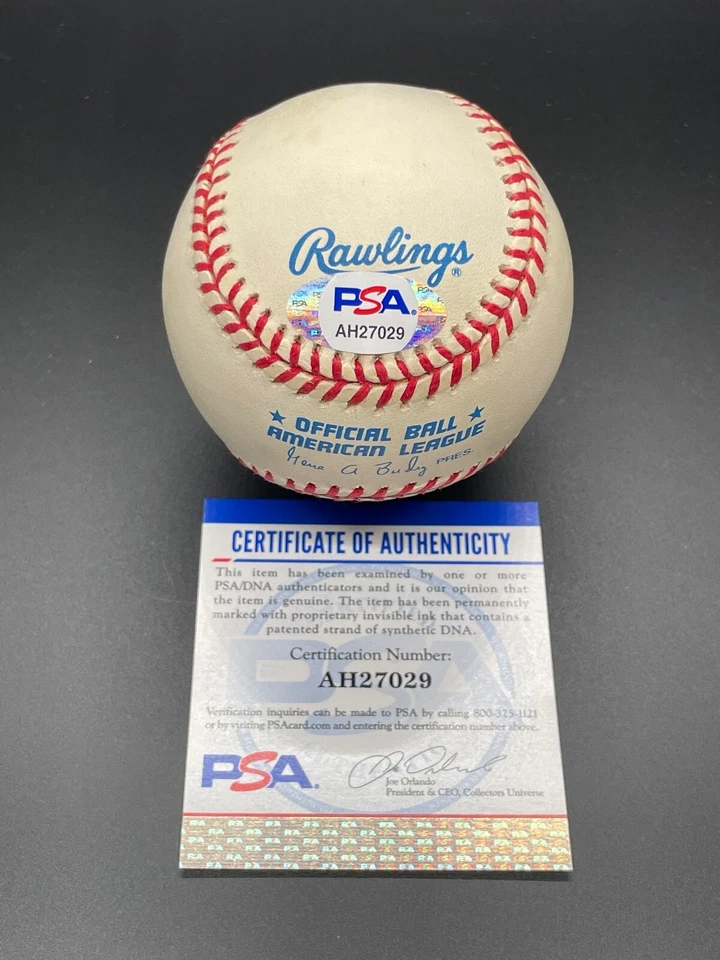 Rawlings ®
PSA.
AH27029
★ OFFICIAL BALL ★
AMERICAN LEAGUE
Gene A Budig PRES.
CERTIFICATE OF AUTHENTICITY
This item has been examined by one or more
PSA/DNA authenticators and it is our opinion that
the item is genuine. The item has been permanently
marked with proprietary invisible ink that contains a
patented strand of synthetic DNA.
Certification Number:
AH27029
Verification inquiries can be made to PSA by calling 800-325-1121
or by visiting PSAcard.com and entering the certification number above.
PSA.
Joe Orlando
President & CEO, Collectors Universe